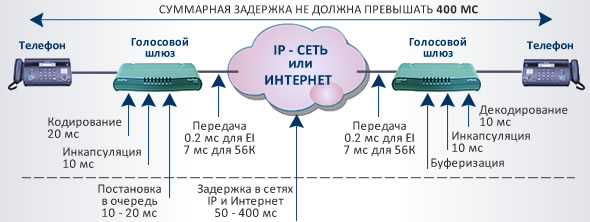 СУММАРНАЯ ЗАДЕРЖКА НЕ ДОЛЖНА ПРЕВЫШАТЬ 400 МС
Телефон
Голосовой
шлюз
IP - СЕТЬ
или
ИНТЕРНЕТ
Голосовой
шлюз
Телефон
Кодирование
20 мс
Инкапсуляция
10 мс
Постановка
в очередь
10 - 20 мс
Передача
0.2 мс для EI
7 мс для 56К
Задержка в сетях
IP и Интернет
50 - 400 мс
Передача
0.2 мс для EI
7 мс для 56К
Декодирование
10 мс
Инкапсуляция
10 мс
Буферизация